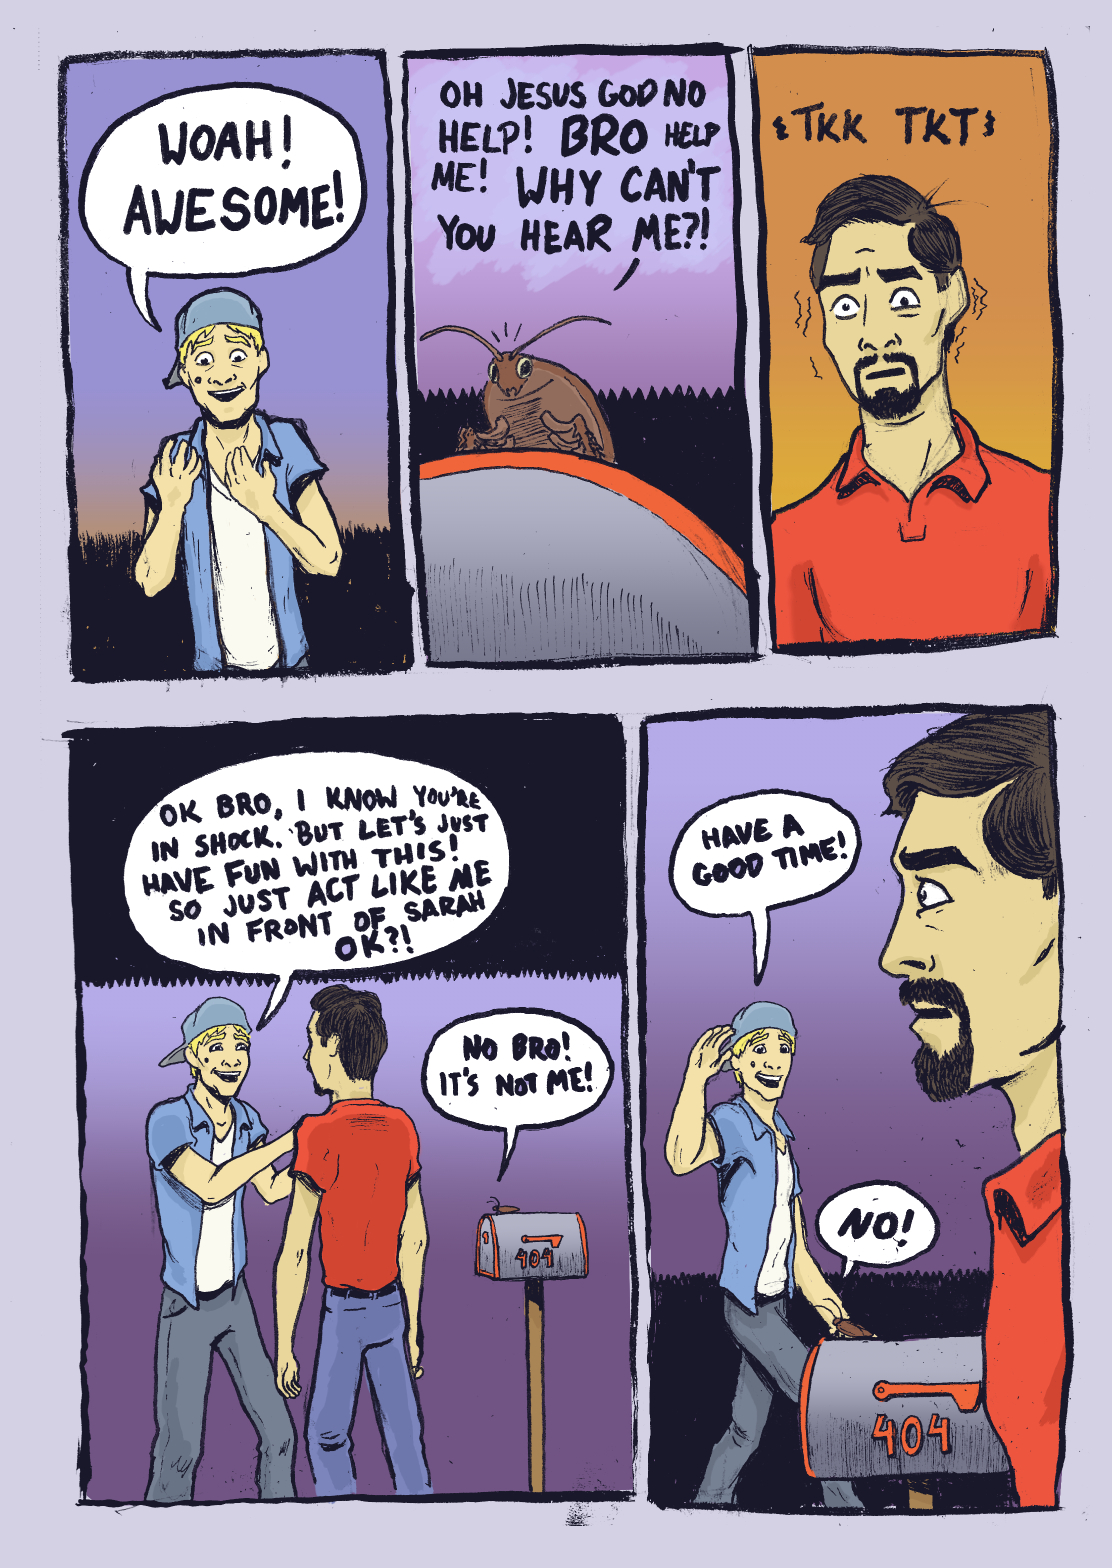 WOAH!
AWESOME!
OH JESUS GOD NO
HELP! BRO HELP
ME! WHY CAN'T
YOU HEAR ME?!
{TKK TKT}
OK BRO, I KNOW YOU'RE
IN SHOCK. BUT LET'S JUST
HAVE FUN WITH THIS!
SO JUST ACT LIKE ME
IN FRONT OF SARAH
OK?!
NO BRO!
IT'S NOT ME!
404
HAVE A
GOOD TIME!
NO!
404